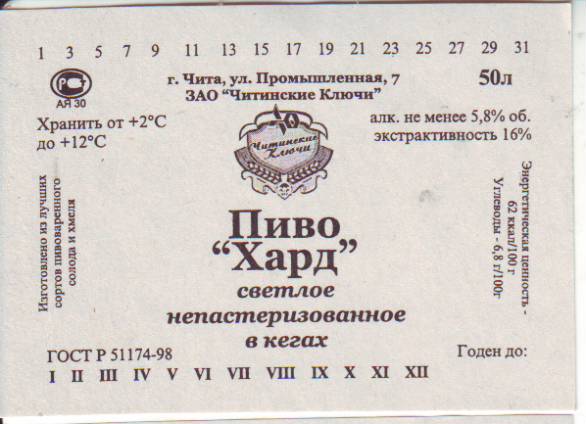 1 3 5 7 9 11 13 15 17 19 21 23 25 27 29 31
г. Чита, ул. Промышленная, 7
ЗАО “Читинские Ключи”
50л
РСТ
АЯ 30
Хранить от +2°С
до +12°С
алк. не менее 5,8% об.
экстрактивность 16%
Читинские
Ключи
Изготовлено из лучших
сортов пивоваренного
солода и хмеля
Пиво
“Хард”
светлое
непастеризованное
в кегах
Энергетическая ценность -
62 ккал/100 г
Углеводы - 6,8 г/100г
ГОСТ Р 51174-98
Годен до:
I II III IV V VI VII VIII IX X XI XII